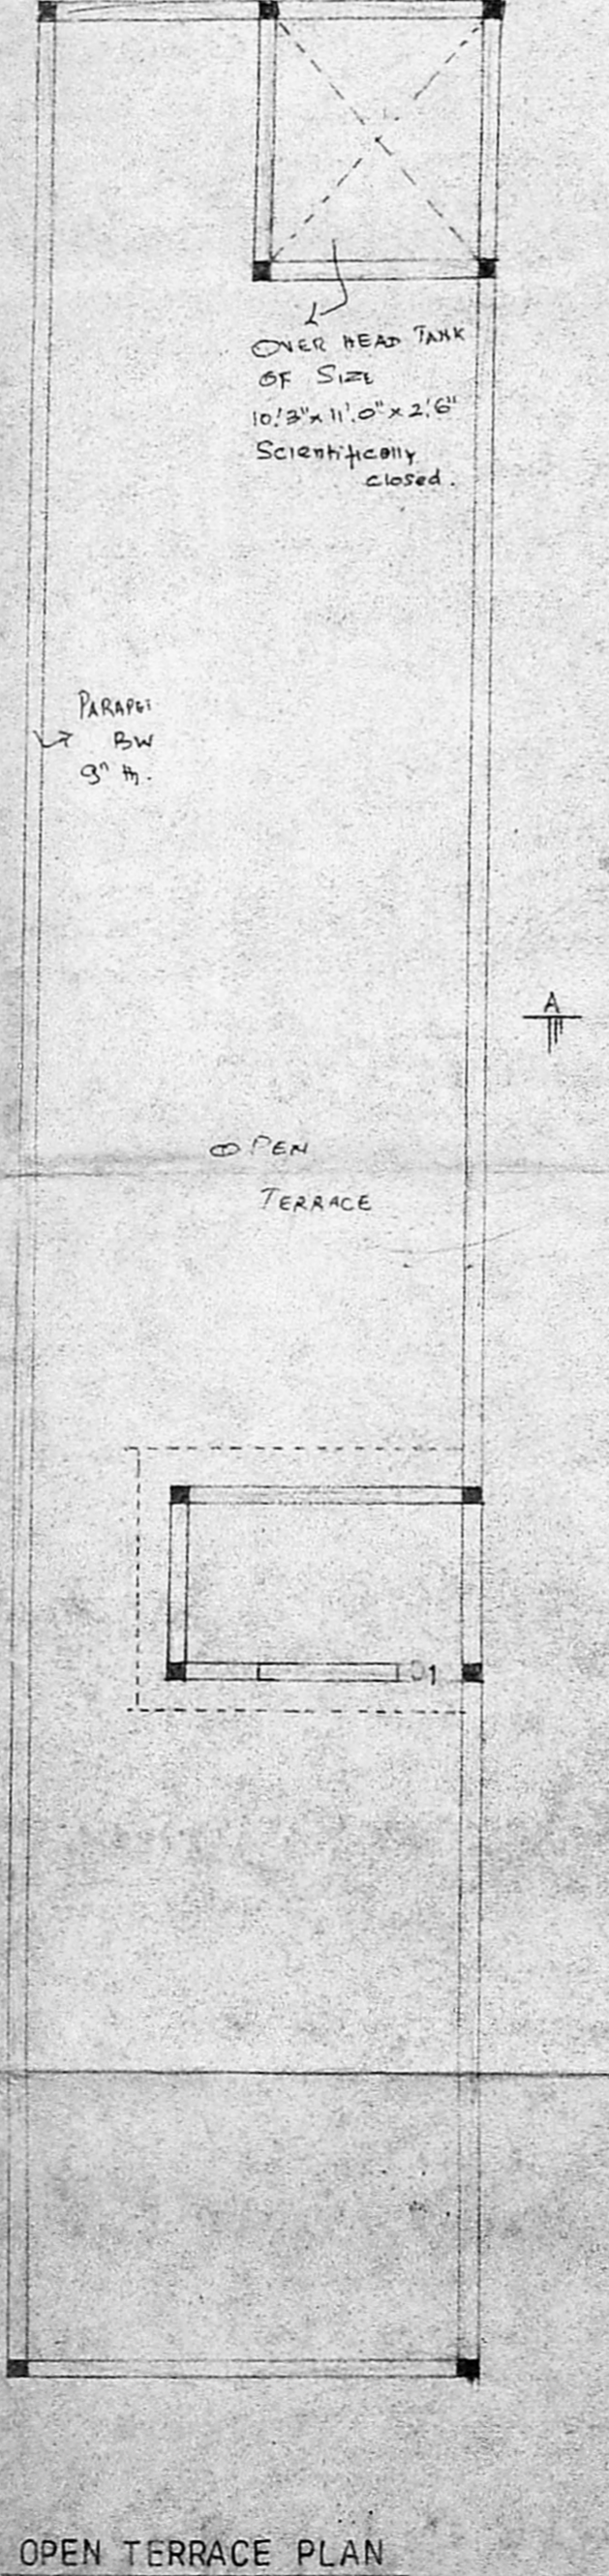 OVER HEAD TANK
OF SIZE
10'.3"x 11'.0" x 2'.6"
Scientifically
closed.
PARAPET
BW
9" th.
A
OPEN
TERRACE
D1
OPEN TERRACE PLAN